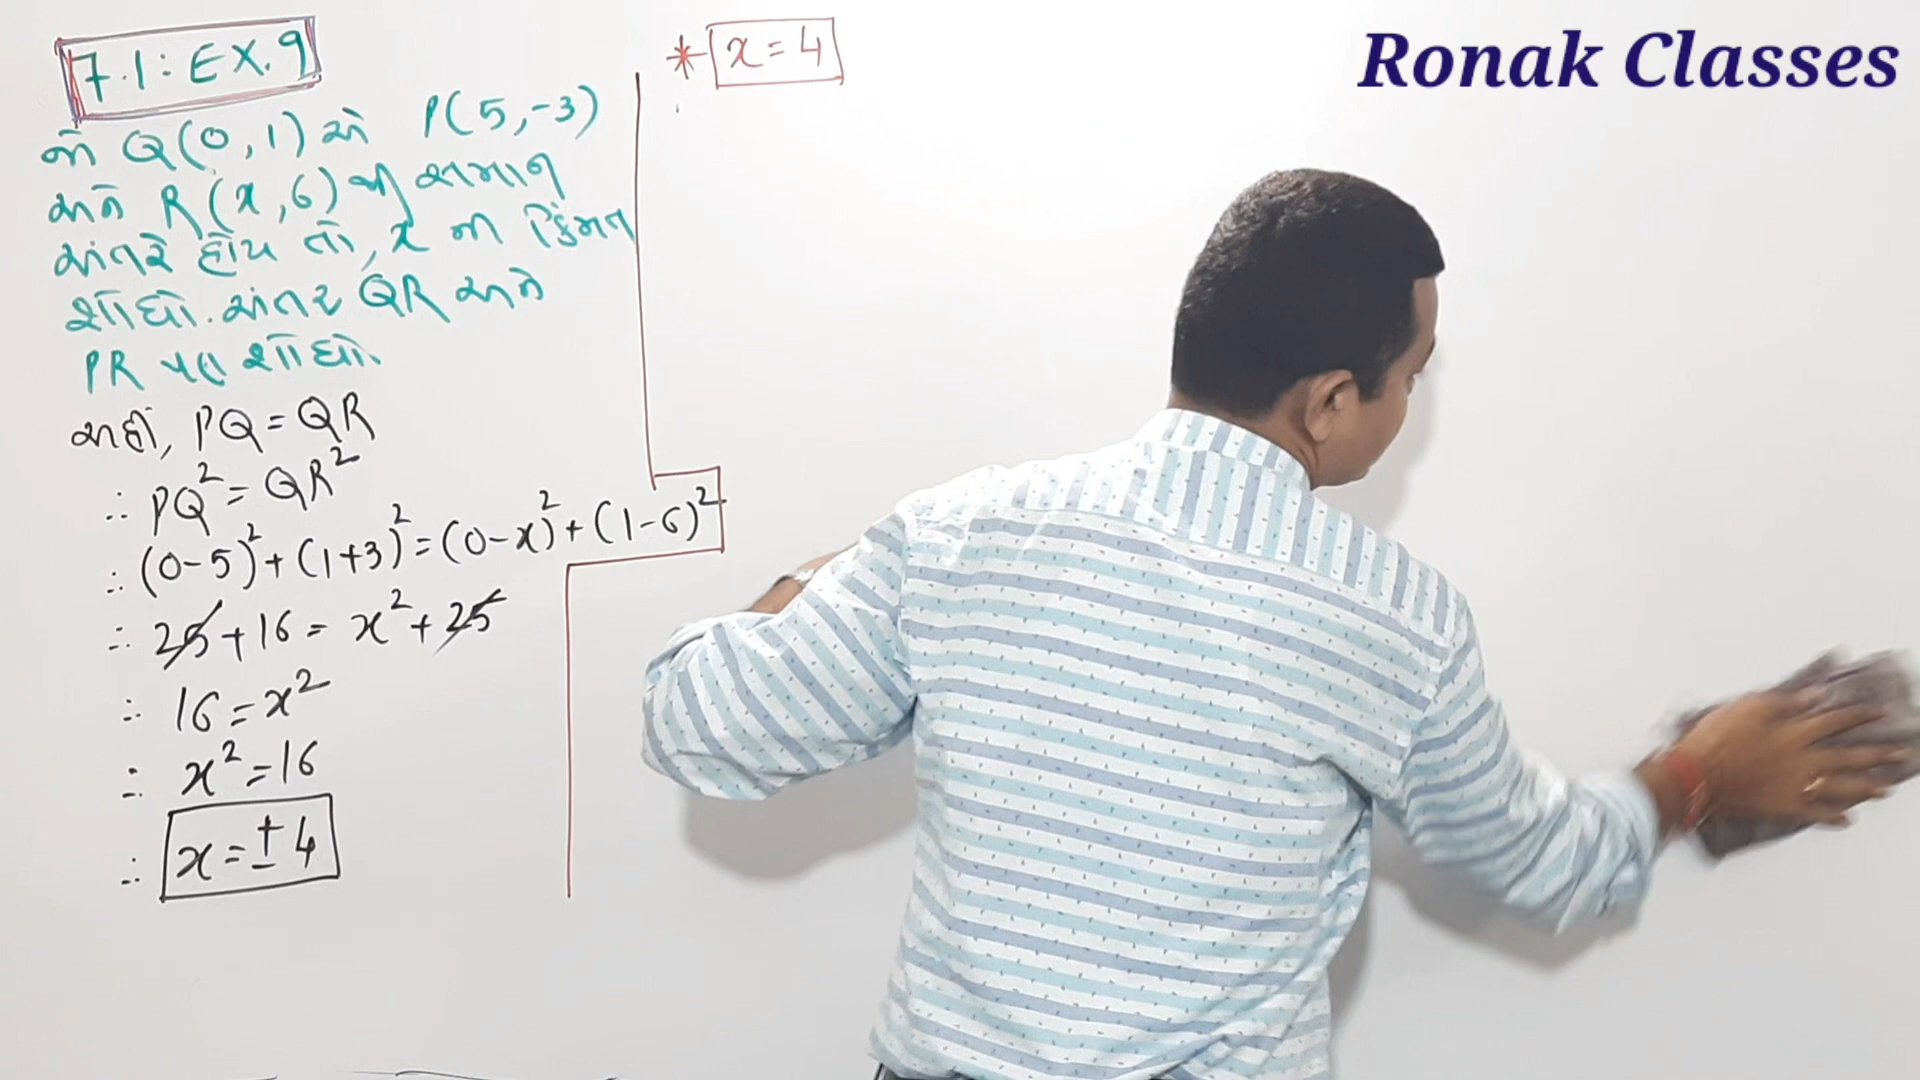 7.1: EX.9
જો Q(0,1) એ P(5,-3)
અને R(x,6) થી સમાન
અંતરે હોય તો, x ની કિંમત
શોધો. અંતર QR અને
PR પણ શોધો.
અહીં, PQ = QR
∴ PQ² = QR²
∴ (0-5)² + (1+3)² = (0-x)² + (1-6)²
∴ 25 + 16 = x² + 25
∴ 16 = x²
∴ x² = 16
∴ x = ± 4
* x = 4
Ronak Classes